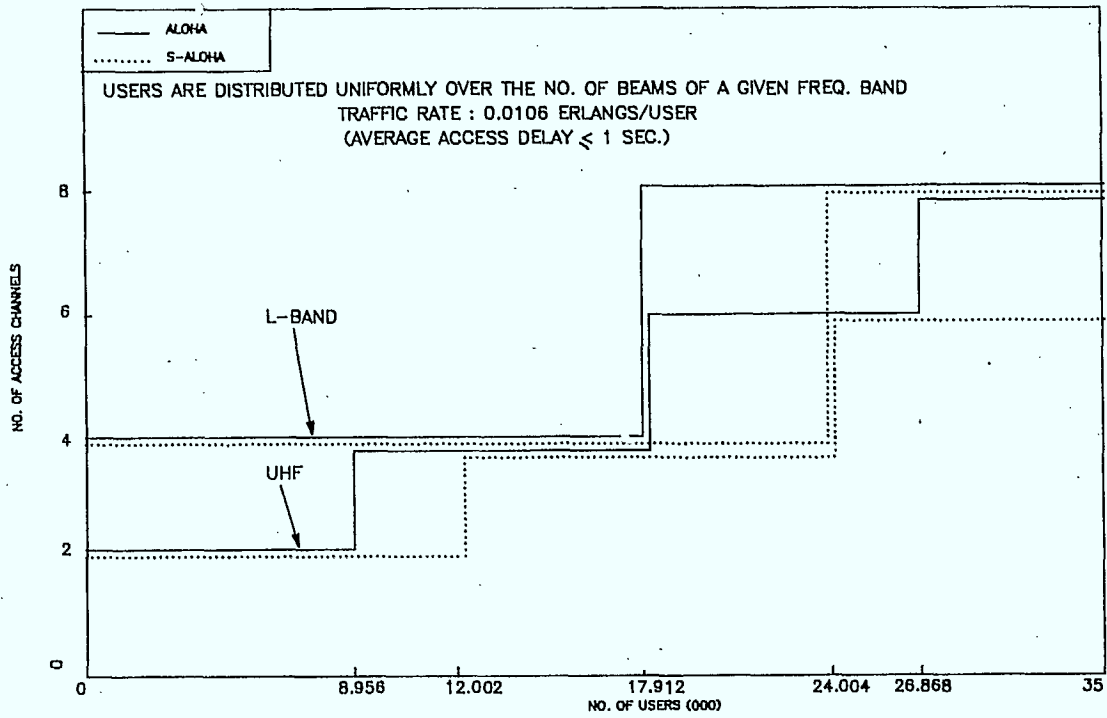 ALOHA
S-ALOHA
USERS ARE DISTRIBUTED UNIFORMLY OVER THE NO. OF BEAMS OF A GIVEN FREQ. BAND
TRAFFIC RATE : 0.0106 ERLANGS/USER
(AVERAGE ACCESS DELAY ⩽ 1 SEC.)
8
6
4
2
0
NO. OF ACCESS CHANNELS
L-BAND
UHF
0 8.956 12.002 17.912 24.004 26.868 35
NO. OF USERS (000)